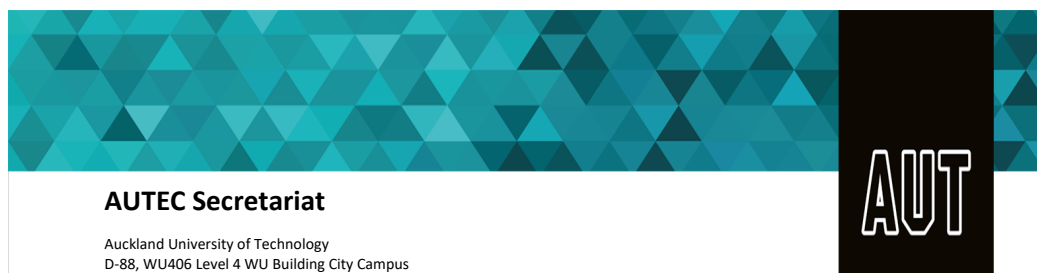 AUT
AUTEC Secretariat
Auckland University of Technology
D-88, WU406 Level 4 WU Building City Campus